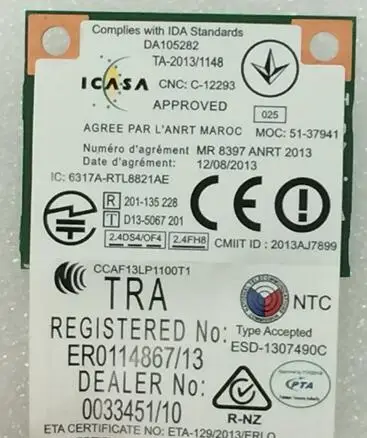 Complies with IDA Standards
DA105282
TA-2013/1148
ICASA
CNC: C-12293
APPROVED
025
AGREE PAR L'ANRT MAROC MOC: 51-37941
Numéro d'agrément: MR 8397 ANRT 2013
Date d'agrément: 12/08/2013
IC: 6317A-RTL8821AE
R 201-135 228
T D13-5067 201
2.4DS4/OF4 2.4FH8
CE
CMIIT ID : 2013AJ7899
CCAF13LP1100T1
TRA
REGISTERED No:
ER0114867/13
DEALER No:
0033451/10
NTC
Type Accepted
ESD-1307490C
R-NZ
PTA
ETA CERTIFICATE NO: ETA-129/2013/ERLO